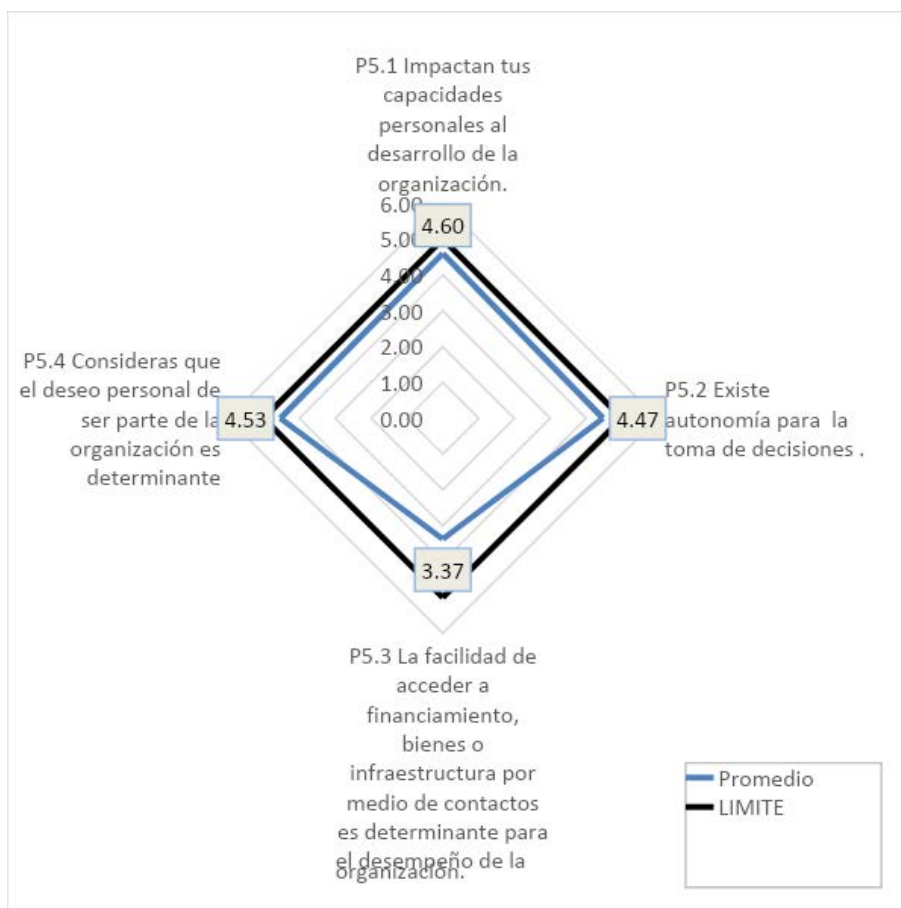 P5.1 Impactan tus
capacidades
personales al
desarrollo de la
organización.
6.00
4.60
5.00
4.00
3.00
2.00
1.00
0.00
P5.4 Consideras que
el deseo personal de
ser parte de la
organización es
determinante
4.53
4.47
P5.2 Existe
autonomía para la
toma de decisiones .
3.37
P5.3 La facilidad de
acceder a
financiamiento,
bienes o
infraestructura por
medio de contactos
es determinante para
el desempeño de la
organización.
Promedio
LIMITE